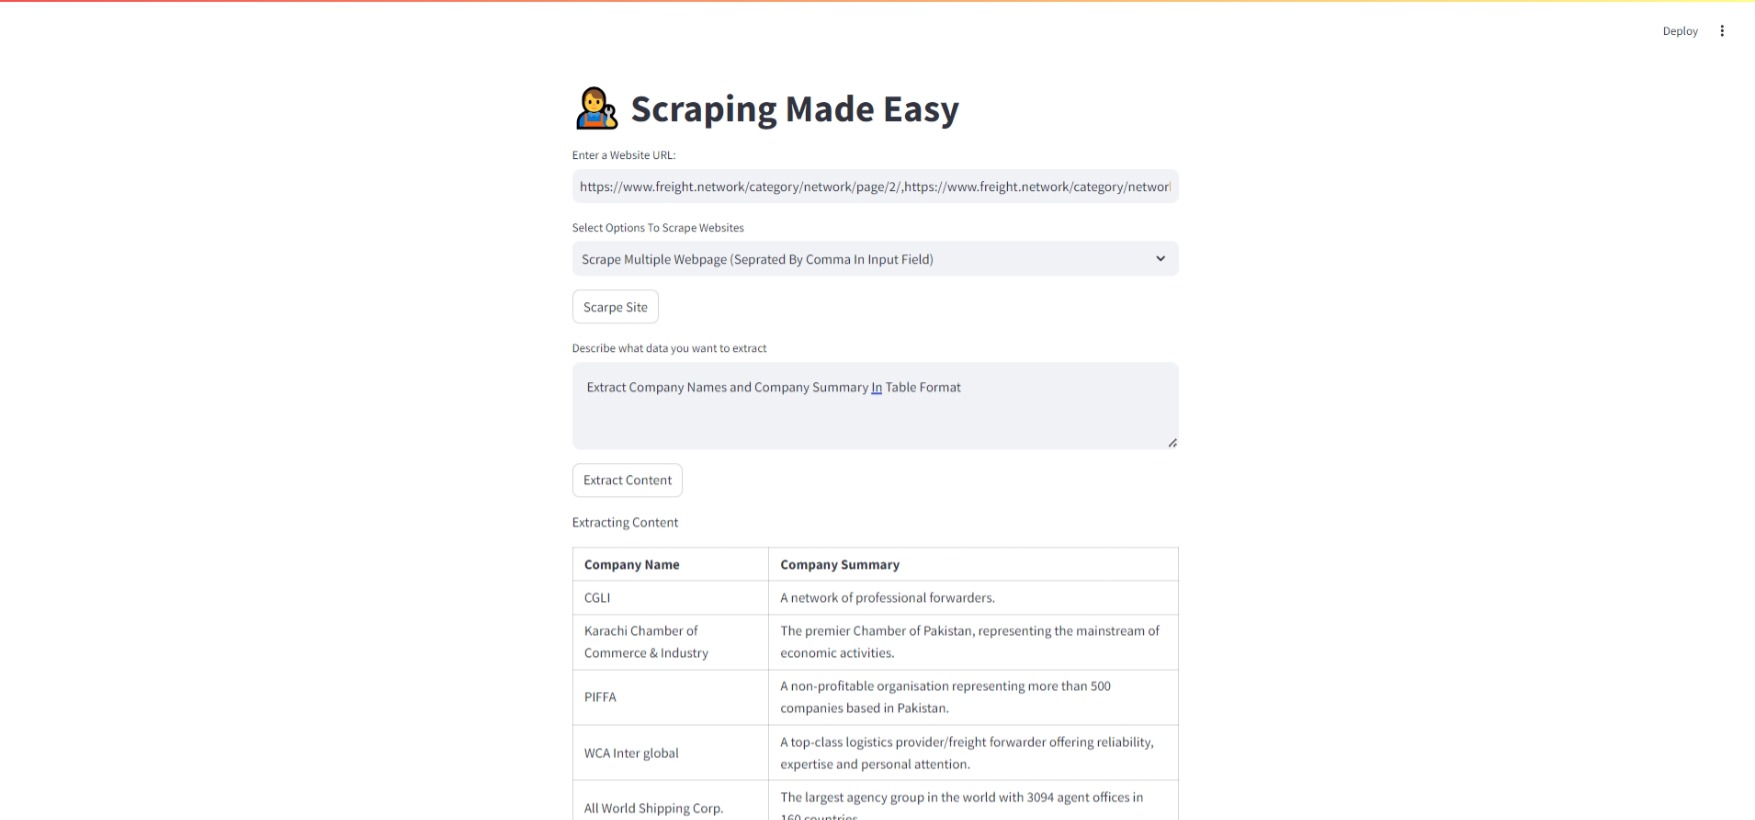 Deploy
Scraping Made Easy
Enter a Website URL:
https://www.freight.network/category/network/page/2/,https://www.freight.network/category/networ
Select Options To Scrape Websites
Scrape Multiple Webpage (Seprated By Comma In Input Field)
Scarpe Site
Describe what data you want to extract
Extract Company Names and Company Summary In Table Format
Extract Content
Extracting Content
Company Name
Company Summary
CGLI
A network of professional forwarders.
Karachi Chamber of
Commerce & Industry
The premier Chamber of Pakistan, representing the mainstream of
economic activities.
PIFFA
A non-profitable organisation representing more than 500
companies based in Pakistan.
WCA Inter global
A top-class logistics provider/freight forwarder offering reliability,
expertise and personal attention.
All World Shipping Corp.
The largest agency group in the world with 3094 agent offices in
160 countries